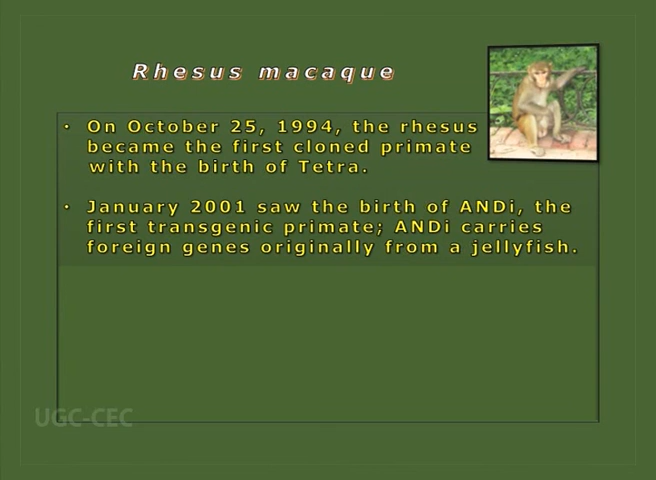 Rhesus macaque
• On October 25, 1994, the rhesus
became the first cloned primate
with the birth of Tetra.
• January 2001 saw the birth of ANDi, the
first transgenic primate; ANDi carries
foreign genes originally from a jellyfish.
UGC-CEC